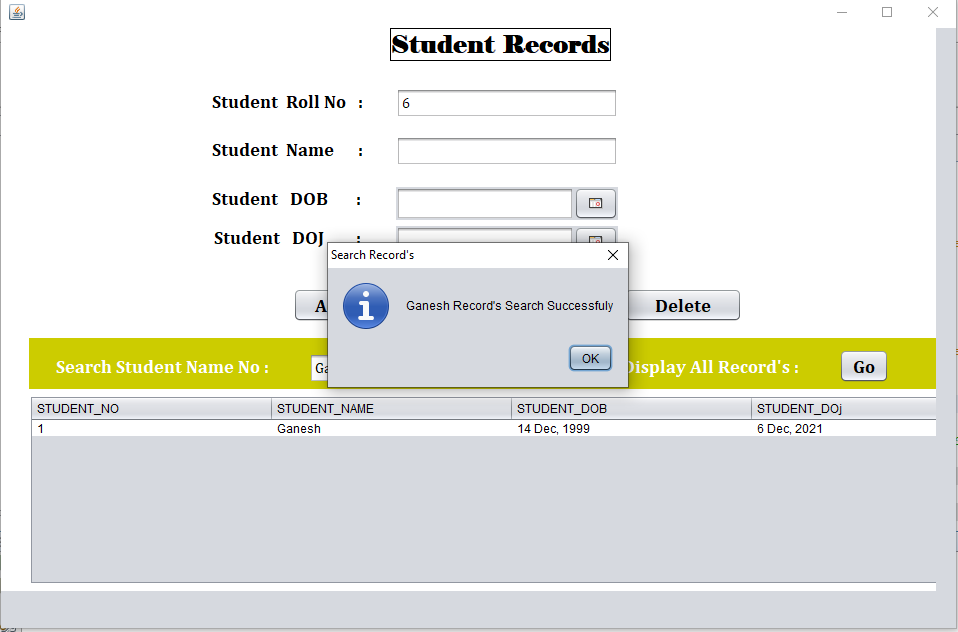 Student Records
Student Roll No : 6
Student Name :
Student DOB :
Student DOJ :
Search Record's
Ganesh Record's Search Successfuly
OK
A
Delete
Search Student Name No : Ga
Display All Record's : Go
STUDENT_NO STUDENT_NAME STUDENT_DOB STUDENT_DOj
1 Ganesh 14 Dec, 1999 6 Dec, 2021